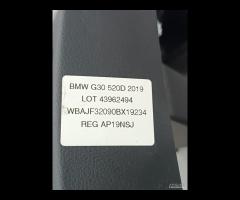 BMW G30 520D 2019
LOT 43962494
WBAJF32090BX19234
REG AP19NSJ